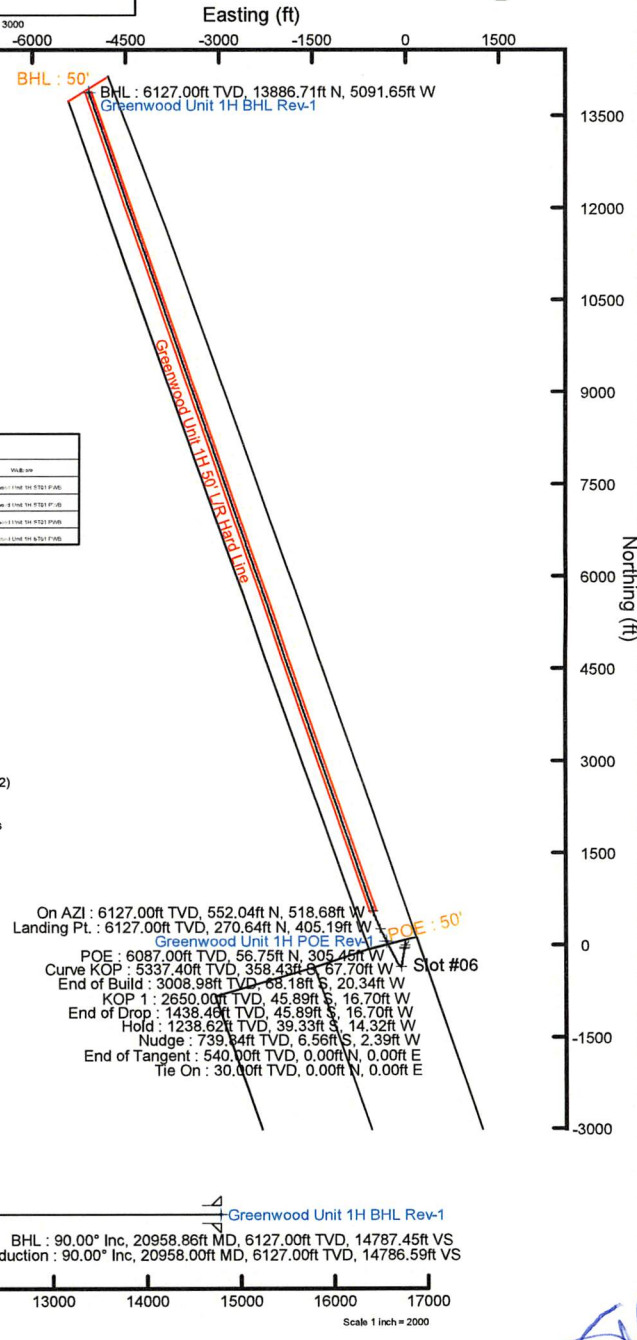 3000
Easting (ft)
-6000 -4500 -3000 -1500 0 1500
BHL : 50'
BHL : 6127.00ft TVD, 13886.71ft N, 5091.65ft W
Greenwood Unit 1H BHL Rev-1
13500
12000
10500
9000
7500
6000
4500
3000
1500
0
-1500
-3000
Northing (ft)
Greenwood Unit 1H 50' L/R Hard Line
2)
s
On AZI : 6127.00ft TVD, 552.04ft N, 518.68ft W
Landing Pt. : 6127.00ft TVD, 270.64ft N, 405.19ft W
Greenwood Unit 1H POE Rev-1
POE : 50'
POE : 6087.00ft TVD, 56.75ft N, 305.45ft W
Curve KOP : 5337.40ft TVD, 358.43ft S, 67.70ft W
Slot #06
End of Build : 3008.98ft TVD, 68.18ft S, 20.34ft W
KOP 1 : 2650.00ft TVD, 45.89ft S, 16.70ft W
End of Drop : 1438.46ft TVD, 45.89ft S, 16.70ft W
Hold : 1238.62ft TVD, 39.33ft S, 14.32ft W
Nudge : 739.84ft TVD, 6.56ft S, 2.39ft W
End of Tangent : 540.00ft TVD, 0.00ft N, 0.00ft E
Tie On : 30.00ft TVD, 0.00ft N, 0.00ft E
Greenwood Unit 1H BHL Rev-1
BHL : 90.00° Inc, 20958.86ft MD, 6127.00ft TVD, 14787.45ft VS
duction : 90.00° Inc, 20958.00ft MD, 6127.00ft TVD, 14786.59ft VS
13000 14000 15000 16000 17000
Scale 1 inch = 2000